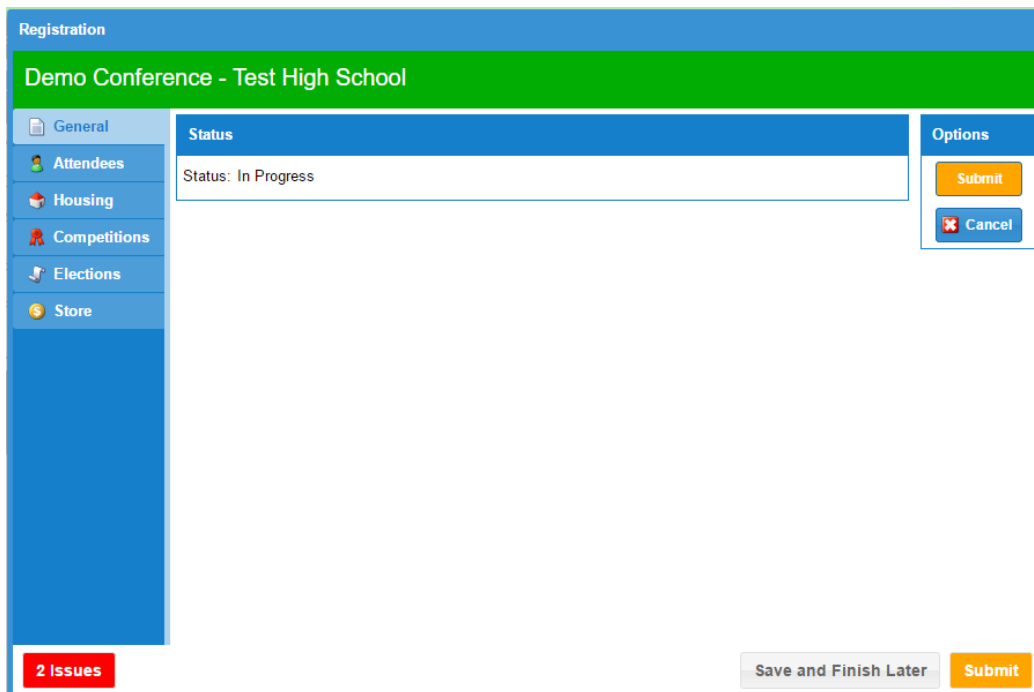 Registration
Demo Conference - Test High School
General
Attendees
Housing
Competitions
Elections
Store
Status
Status: In Progress
Options
Submit
Cancel
2 Issues
Save and Finish Later
Submit